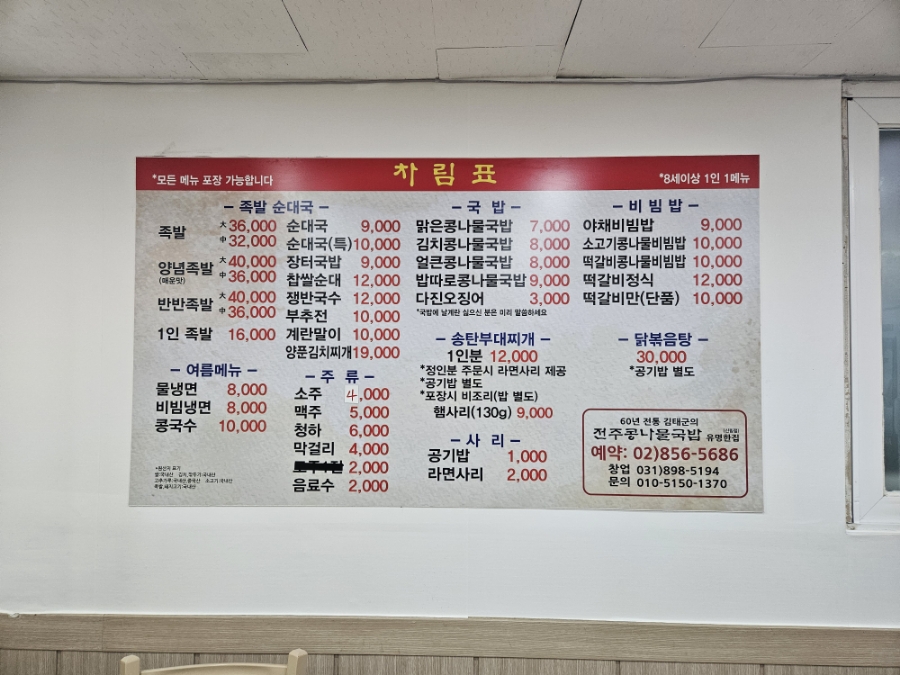 *모든 메뉴 포장 가능합니다
차림표
*8세이상 1인 1메뉴
- 족발 순대국 -
족발 大 36,000
中 32,000
양념족발 大 40,000
(매운맛) 中 36,000
반반족발 大 40,000
中 36,000
1인 족발 16,000
순대국 9,000
순대국(특) 10,000
장터국밥 9,000
찹쌀순대 12,000
쟁반국수 12,000
부추전 10,000
계란말이 10,000
양푼김치찌개 19,000
- 여름메뉴 -
물냉면 8,000
비빔냉면 8,000
콩국수 10,000
- 주 류 -
소주 4,000
맥주 5,000
청하 6,000
막걸리 4,000
2,000
음료수 2,000
- 국 밥 -
맑은콩나물국밥 7,000
김치콩나물국밥 8,000
얼큰콩나물국밥 8,000
밥따로콩나물국밥 9,000
다진오징어 3,000
*국밥에 날계란 싫으신 분은 미리 말씀하세요
- 송탄부대찌개 -
1인분 12,000
*정인분 주문시 라면사리 제공
*공기밥 별도
*포장시 비조리(밥 별도)
햄사리(130g) 9,000
- 사 리 -
공기밥 1,000
라면사리 2,000
- 비빔밥 -
야채비빔밥 9,000
소고기콩나물비빔밥 10,000
떡갈비콩나물비빔밥 10,000
떡갈비정식 12,000
떡갈비만(단품) 10,000
- 닭볶음탕 -
30,000
*공기밥 별도
60년 전통 김태군의
전주콩나물국밥 유명한집
예약: 02)856-5686
창업 031)898-5194
문의 010-5150-1370